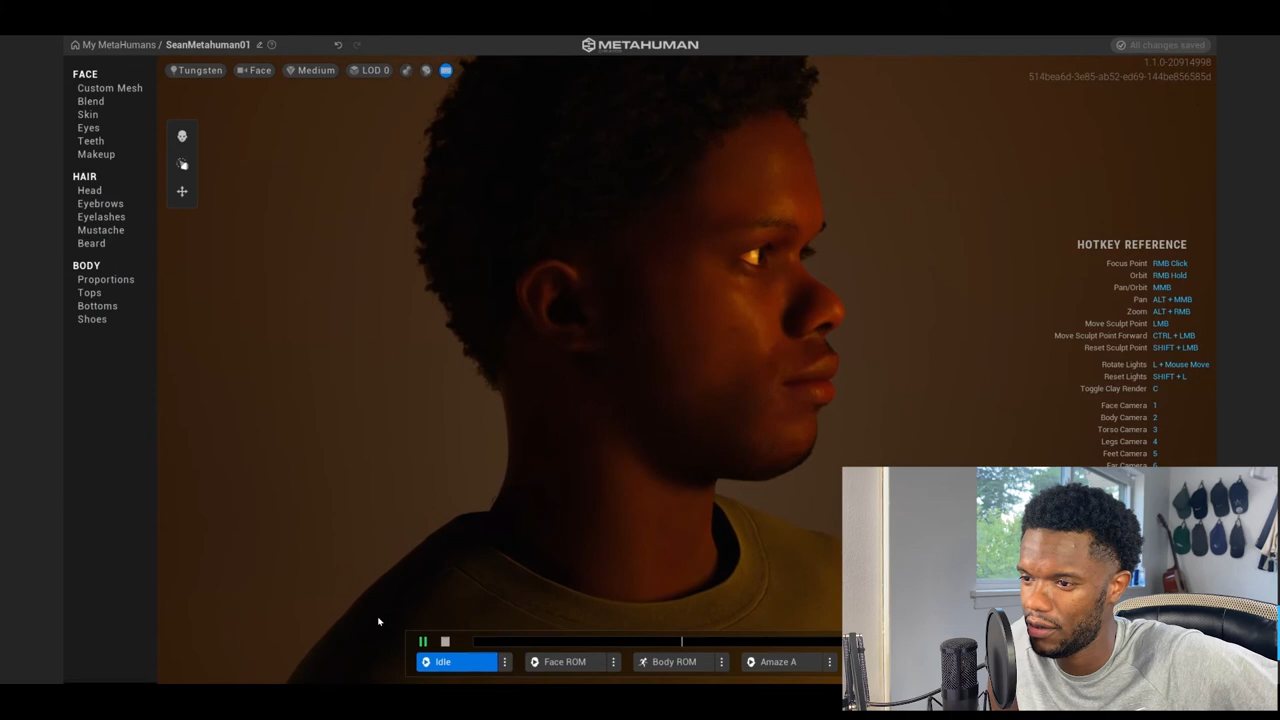 My MetaHumans / SeanMetahuman01
METAHUMAN
All changes saved
1.1.0-20914998
514bea6d-3e85-ab52-ed69-144be856585d
Tungsten
Face
Medium
LOD 0
FACE
Custom Mesh
Blend
Skin
Eyes
Teeth
Makeup
HAIR
Head
Eyebrows
Eyelashes
Mustache
Beard
BODY
Proportions
Tops
Bottoms
Shoes
HOTKEY REFERENCE
Focus Point RMB Click
Orbit RMB Hold
Pan/Orbit MMB
Pan ALT + MMB
Zoom ALT + RMB
Move Sculpt Point LMB
Move Sculpt Point Forward CTRL + LMB
Reset Sculpt Point SHIFT + LMB
Rotate Lights L + Mouse Move
Reset Lights SHIFT + L
Toggle Clay Render C
Face Camera 1
Body Camera 2
Torso Camera 3
Legs Camera 4
Feet Camera 5
Idle
Face ROM
Body ROM
Amaze A